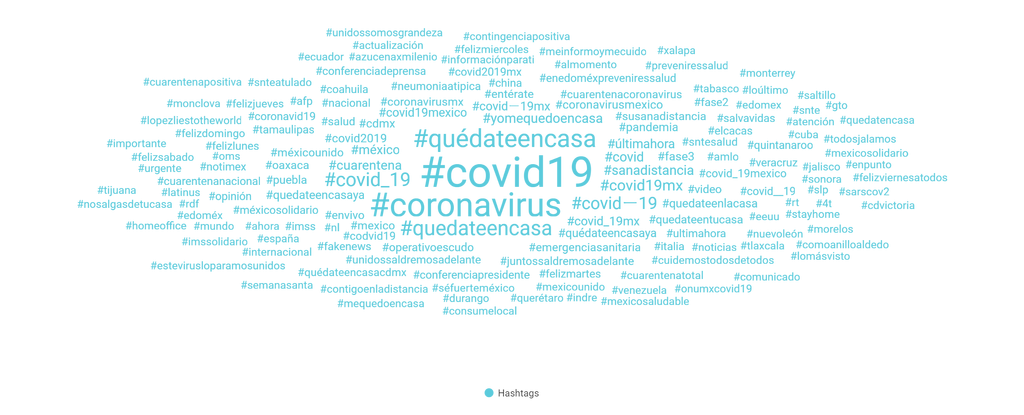 #unidossomosgrandeza #contingenciapositiva
#actualización #felizmiercoles #meinformoymecuido #xalapa
#ecuador #azucenaxmilenio #informaciónparati
#conferenciadeprensa #covid2019mx #almomento #preveniressalud #monterrey
#cuarentenapositiva #snteatulado #neumoniaatípica #china #enedoméxpreveniressalud
#coahuila #entérate #cuarentenacoronavirus #tabasco #loúltimo #saltillo
#monclova #felizjueves #afp #nacional #coronavirusmx #covid—19mx #coronavirusmexico #fase2 #edomex #snte #gto
#lopezliestotheworld #coronavid19 #covid19mexico #yomequedoencasa #susanadistancia #salvavidas #atención #quedatencasa
#felizdomingo #tamaulipas #salud #cdmx #pandemia #elcacas #cuba #todosjalamos
#importante #felizlunes #covid2019 #quédateencasa #últimahora #sntesalud #quintanaroo
#felizsabado #oms #méxicounido #méxico #covid #fase3 #amlo #veracruz #jalisco #mexicosolidario
#urgente #notimex #oaxaca #cuarentena #covid19 #sanadistancia #covid_19mexico #enpunto
#cuarentenanacional #puebla #covid_19 #covid19mx #video #covid__19 #sonora #felizviernesatodos
#tijuana #latinus #opinión #quedateencasaya #slp #sarscov2
#nosalgasdetucasa #rdf #méxicosolidario #coronavirus #covid—19 #quedateenlacasa #rt #4t #cdvictoria
#edoméx #envivo #covid_19mx #quedateentucasa #eeuu #stayhome
#homeoffice #mundo #ahora #imss #nl #mexico #quedateencasa #quédateencasaya #ultimahora #nuevoleón #morelos
#imssolidario #españa #codvid19 #fakenews #operativoescudo #emergenciasanitaria #italia #noticias #tlaxcala #comoanilloaldedo
#internacional #unidossaldremosadelante #juntossaldremosadelante #cuidemostodosdetodos #lomásvisto
#estevirusloparamosunidos #quédateencasacdmx #conferenciapresidente #felizmartes #cuarentenatotal #comunicado
#semanasanta #contigoenladistancia #séfuerteméxico #mexicounido #venezuela #onumxcovid19
#mequedoencasa #durango #querétaro #indre #mexicosaludable
#consumelocal
Hashtags